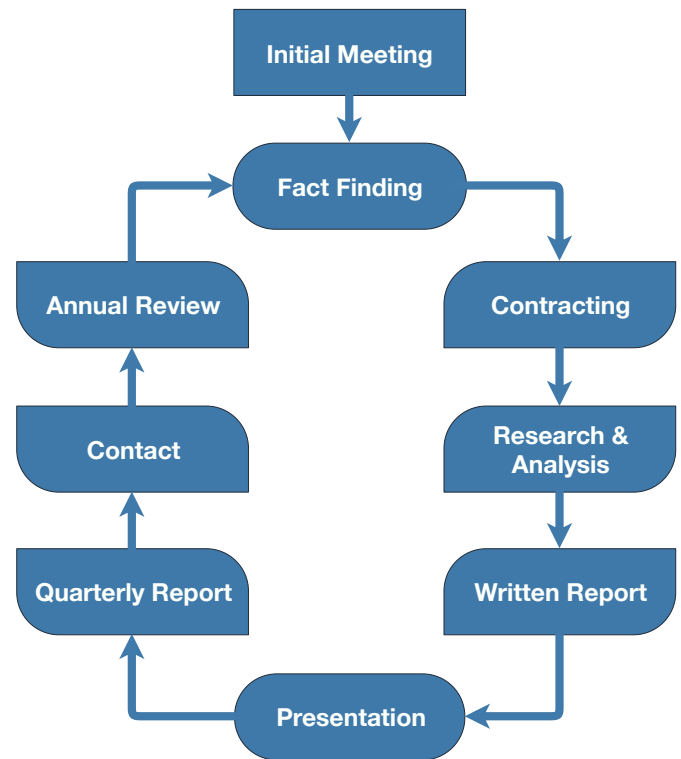 Initial Meeting
Fact Finding
Annual Review
Contracting
Contact
Research &
Analysis
Quarterly Report
Written Report
Presentation